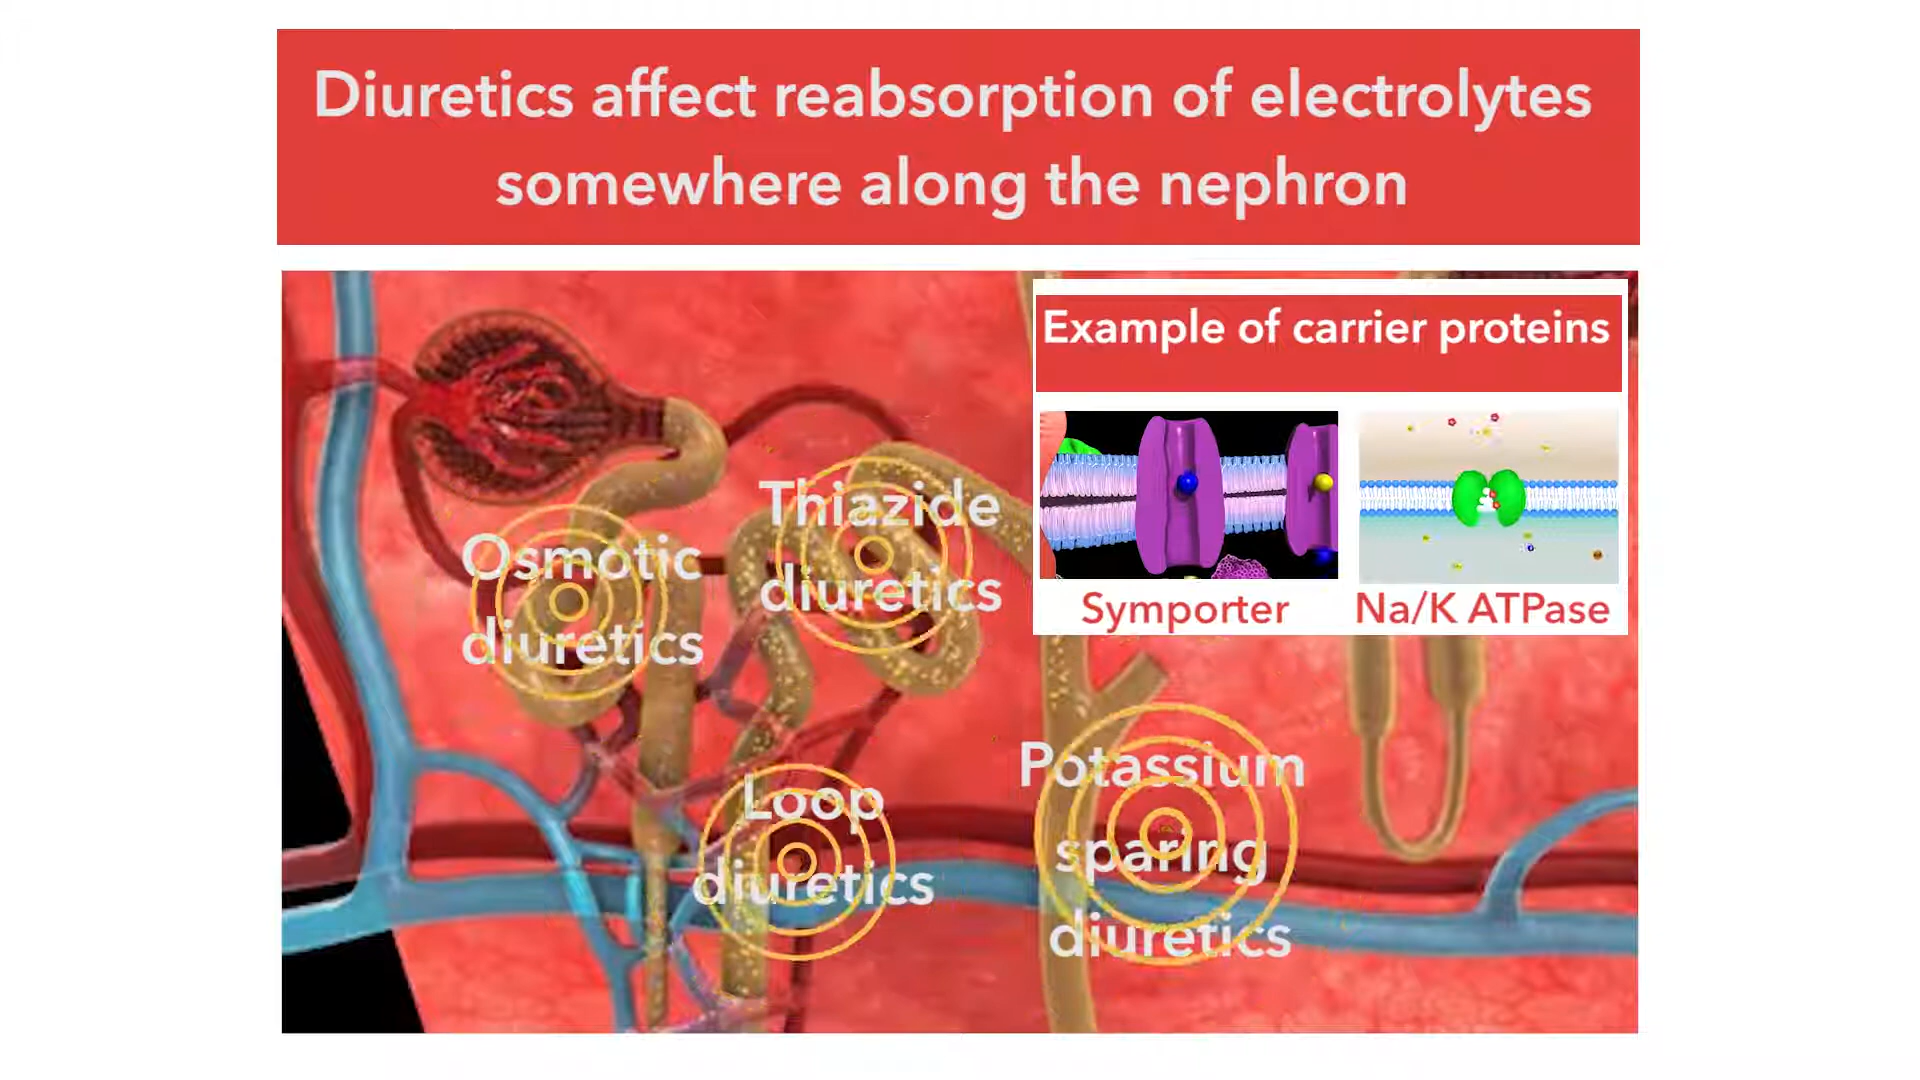 Diuretics affect reabsorption of electrolytes
somewhere along the nephron
Example of carrier proteins
Symporter
Na/K ATPase
Thiazide
diuretics
Osmotic
diuretics
Loop
diuretics
Potassium
sparing
diuretics